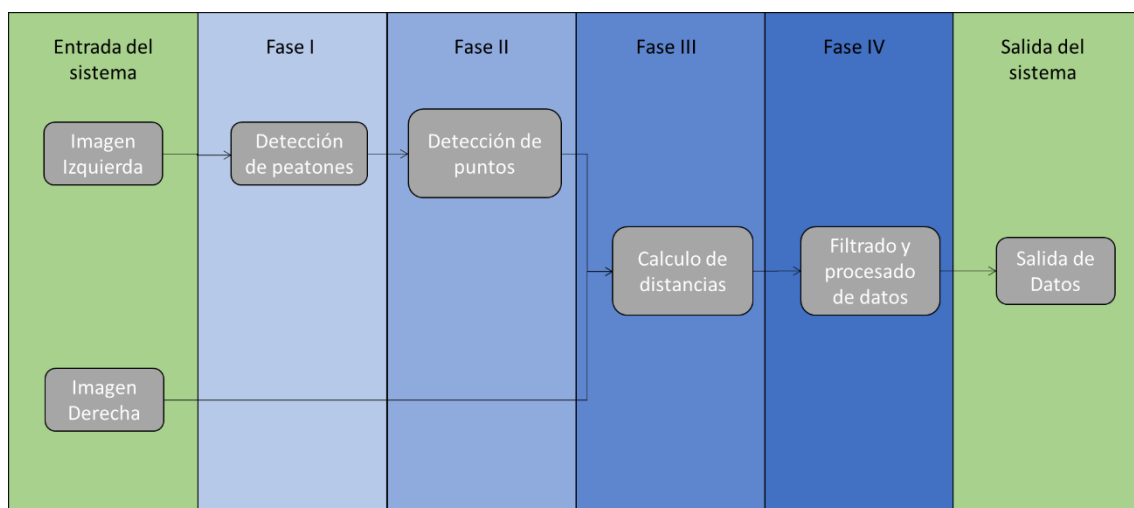 Entrada del
sistema
Fase I
Fase II
Fase III
Fase IV
Salida del
sistema
Imagen
Izquierda
Detección
de peatones
Detección de
puntos
Calculo de
distancias
Filtrado y
procesado
de datos
Salida de
Datos
Imagen
Derecha